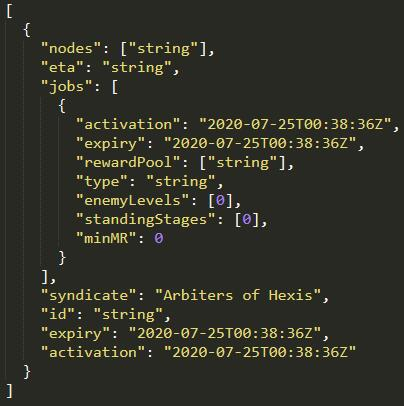 [
  {
    "nodes": ["string"],
    "eta": "string",
    "jobs": [
      {
        "activation": "2020-07-25T00:38:36Z",
        "expiry": "2020-07-25T00:38:36Z",
        "rewardPool": ["string"],
        "type": "string",
        "enemyLevels": [0],
        "standingStages": [0],
        "minMR": 0
      }
    ],
    "syndicate": "Arbiters of Hexis",
    "id": "string",
    "expiry": "2020-07-25T00:38:36Z",
    "activation": "2020-07-25T00:38:36Z"
  }
]